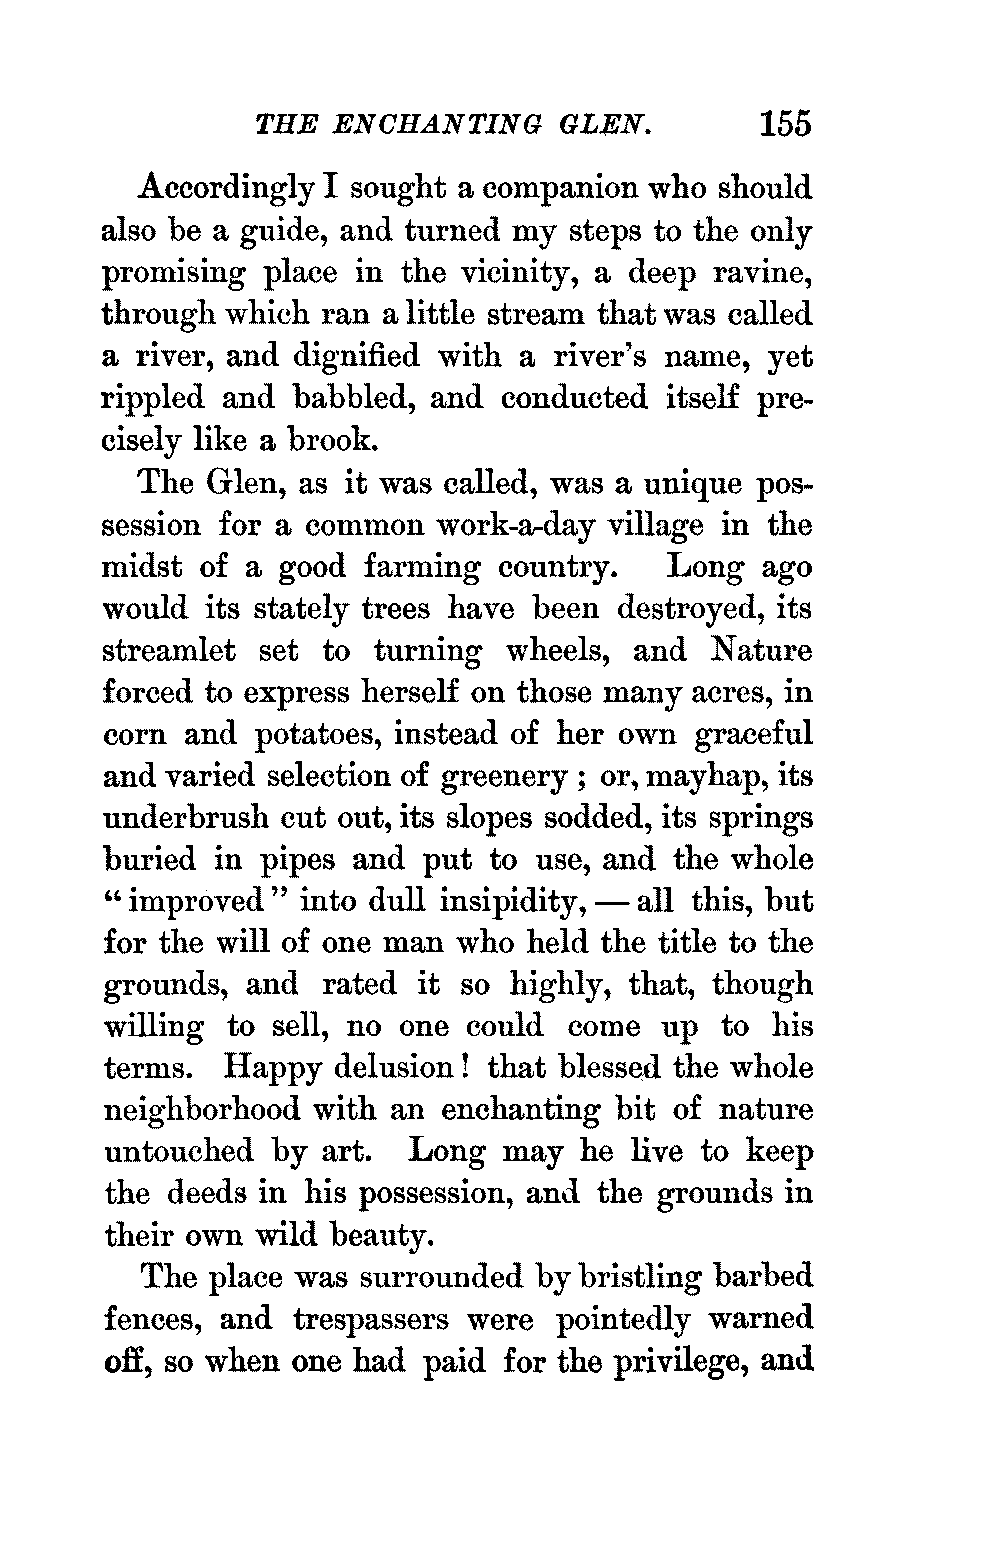 THE ENCHANTING GLEN. 155
Accordingly I sought a companion who should
also be a guide, and turned my steps to the only
promising place in the vicinity, a deep ravine,
through which ran a little stream that was called
a river, and dignified with a river's name, yet
rippled and babbled, and conducted itself pre-
cisely like a brook.
The Glen, as it was called, was a unique pos-
session for a common work-a-day village in the
midst of a good farming country. Long ago
would its stately trees have been destroyed, its
streamlet set to turning wheels, and Nature
forced to express herself on those many acres, in
corn and potatoes, instead of her own graceful
and varied selection of greenery ; or, mayhap, its
underbrush cut out, its slopes sodded, its springs
buried in pipes and put to use, and the whole
“ improved ” into dull insipidity, — all this, but
for the will of one man who held the title to the
grounds, and rated it so highly, that, though
willing to sell, no one could come up to his
terms. Happy delusion ! that blessed the whole
neighborhood with an enchanting bit of nature
untouched by art. Long may he live to keep
the deeds in his possession, and the grounds in
their own wild beauty.
The place was surrounded by bristling barbed
fences, and trespassers were pointedly warned
off, so when one had paid for the privilege, and